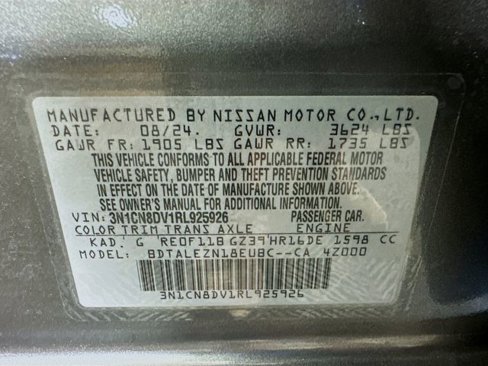 MANUFACTURED BY NISSAN MOTOR CO.,LTD.
DATE: 08/24. GVWR: 3624 LBS
GAWR FR: 1905 LBS GAWR RR: 1735 LBS
THIS VEHICLE CONFORMS TO ALL APPLICABLE FEDERAL MOTOR
VEHICLE SAFETY, BUMPER AND THEFT PREVENTION STANDARDS
IN EFFECT ON THE DATE OF MANUFACTURE SHOWN ABOVE.
SEE OWNER'S MANUAL FOR ADDITIONAL INFORMATION
VIN: 3N1CN8DV1RL925926 PASSENGER CAR.
COLOR TRIM TRANS AXLE ENGINE
KAD. G RE0F11B GZ39 HR16DE 1598 CC
MODEL: BDTALEZN18EUBC--CA 4Z000
3N1CN8DV1RL925926